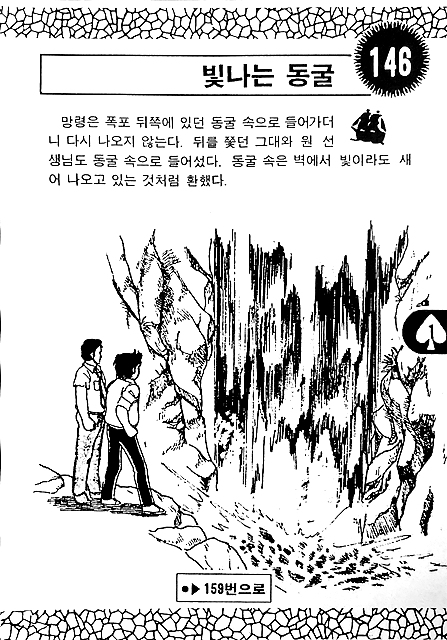 146
빛나는 동굴
망령은 폭포 뒤쪽에 있던 동굴 속으로 들어가더
니 다시 나오지 않는다. 뒤를 쫓던 그대와 원 선
생님도 동굴 속으로 들어섰다. 동굴 속은 벽에서 빛이라도 새
어 나오고 있는 것처럼 환했다.
1
●▶159번으로